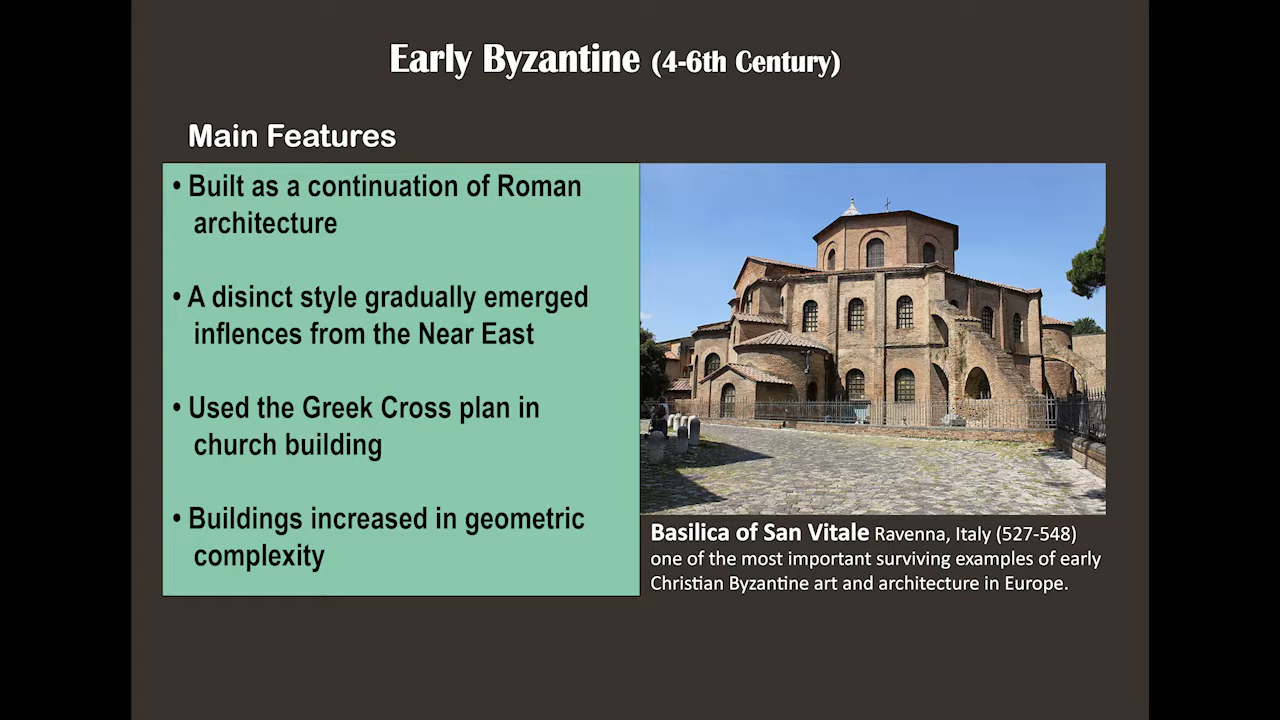 Early Byzantine (4-6th Century)
Main Features
• Built as a continuation of Roman
architecture
• A disinct style gradually emerged
inflences from the Near East
• Used the Greek Cross plan in
church building
• Buildings increased in geometric
complexity
Basilica of San Vitale Ravenna, Italy (527-548)
one of the most important surviving examples of early
Christian Byzantine art and architecture in Europe.